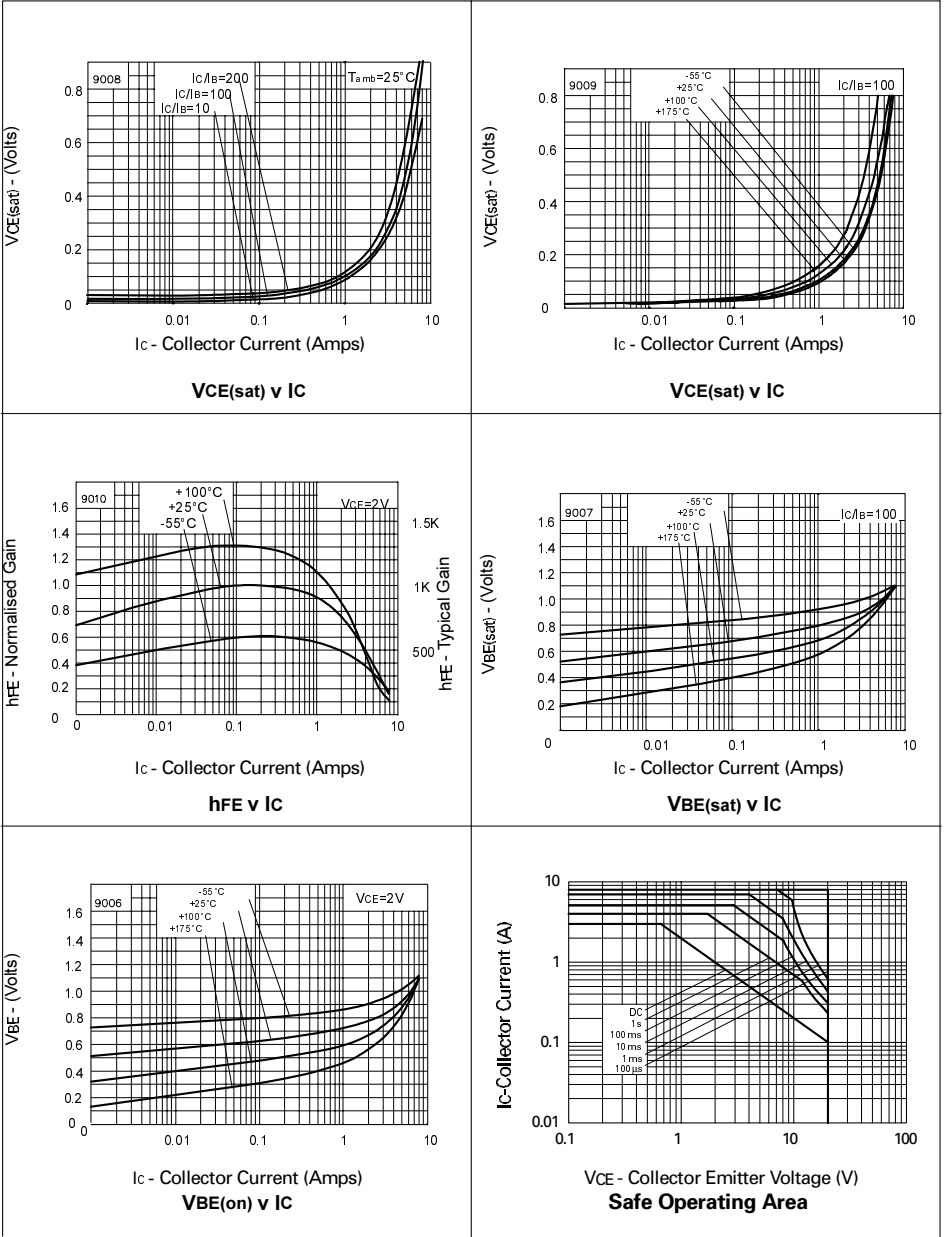 9008
IC/IB=200
IC/IB=100
IC/IB=10
Tamb=25°C
0.8
0.6
0.4
0.2
0
VCE(sat) - (Volts)
0.01 0.1 1 10
IC - Collector Current (Amps)
VCE(sat) v IC
9009
-55°C
+25°C
+100°C
+175°C
IC/IB=100
0.8
0.6
0.4
0.2
0
VCE(sat) - (Volts)
0.01 0.1 1 10
IC - Collector Current (Amps)
VCE(sat) v IC
9010
+100°C
+25°C
-55°C
VCE=2V
1.6
1.4
1.2
1.0
0.8
0.6
0.4
0.2
0
hFE - Normalised Gain
1.5K
1K
500
hFE - Typical Gain
0 0.01 0.1 1 10
IC - Collector Current (Amps)
hFE v IC
9007
-55°C
+25°C
+100°C
+175°C
IC/IB=100
1.6
1.4
1.2
1.0
0.8
0.6
0.4
0.2
0
VBE(sat) - (Volts)
0.01 0.1 1 10
IC - Collector Current (Amps)
VBE(sat) v IC
9006
-55°C
+25°C
+100°C
+175°C
VCE=2V
1.6
1.4
1.2
1.0
0.8
0.6
0.4
0.2
0
VBE - (Volts)
0 0.01 0.1 1 10
IC - Collector Current (Amps)
VBE(on) v IC
10
1
0.1
0.01
IC-Collector Current (A)
DC
1s
100ms
10ms
1ms
100µs
0.1 1 10 100
VCE - Collector Emitter Voltage (V)
Safe Operating Area